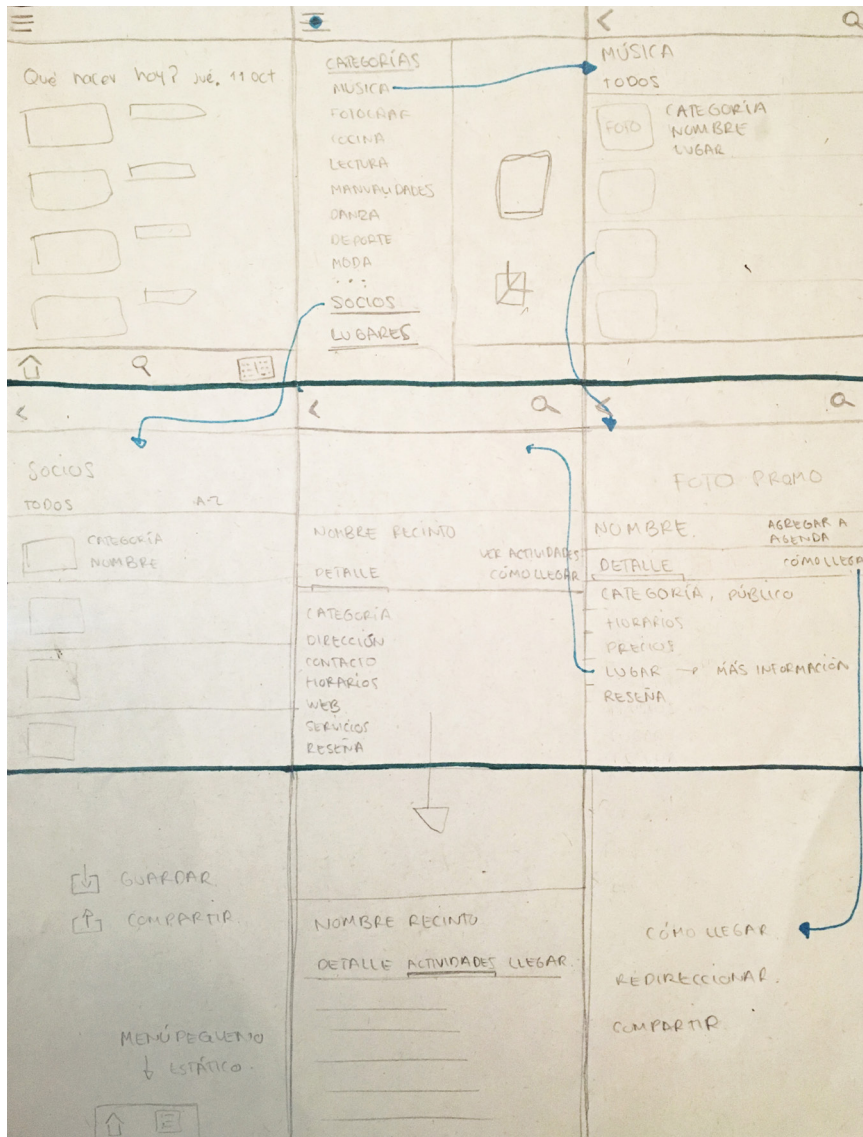 Qué hacer hoy? jue, 11 oct
CATEGORÍAS
MUSICA
FOTOGRAF
COCINA
LECTURA
MANUALIDADES
DANZA
DEPORTE
MODA
...
SOCIOS
LUGARES
MÚSICA
TODOS
FOTO
CATEGORÍA
NOMBRE
LUGAR
SOCIOS
TODOS A-Z
CATEGORÍA
NOMBRE
NOMBRE RECINTO
VER ACTIVIDADES
DETALLE CÓMO LLEGAR
CATEGORÍA
DIRECCIÓN
CONTACTO
HORARIOS
WEB
SERVICIOS
RESEÑA
FOTO PROMO
NOMBRE. AGREGAR A
AGENDA
DETALLE CÓMO LLEGAR
CATEGORÍA, PÚBLICO
HORARIOS
PRECIOS
LUGAR → MÁS INFORMACIÓN
RESEÑA
GUARDAR
COMPARTIR
MENÚ PEQUEÑO
↓ ESTÁTICO.
NOMBRE RECINTO
DETALLE ACTIVIDADES LLEGAR
CÓMO LLEGAR
REDIRECCIONAR.
COMPARTIR